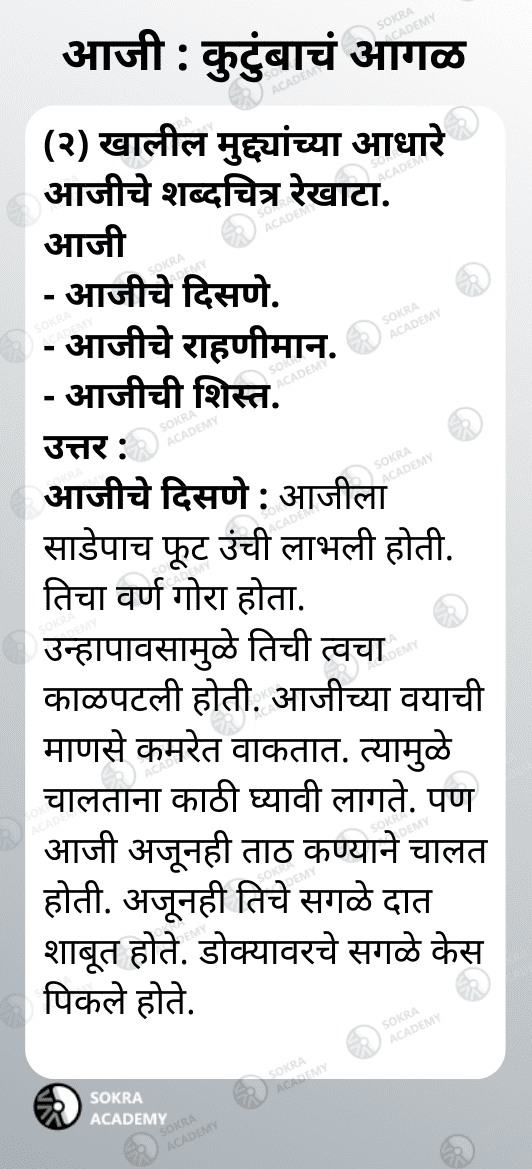 आजी : कुटुंबाचं आगळ
(२) खालील मुद्द्यांच्या आधारे
आजीचे शब्दचित्र रेखाटा.
आजी
- आजीचे दिसणे.
- आजीचे राहणीमान.
- आजीची शिस्त.
उत्तर :
आजीचे दिसणे : आजीला
साडेपाच फूट उंची लाभली होती.
तिचा वर्ण गोरा होता.
उन्हापावसामुळे तिची त्वचा
काळपटली होती. आजीच्या वयाची
माणसे कमरेत वाकतात. त्यामुळे
चालताना काठी घ्यावी लागते. पण
आजी अजूनही ताठ कण्याने चालत
होती. अजूनही तिचे सगळे दात
शाबूत होते. डोक्यावरचे सगळे केस
पिकले होते.
SOKRA
ACADEMY